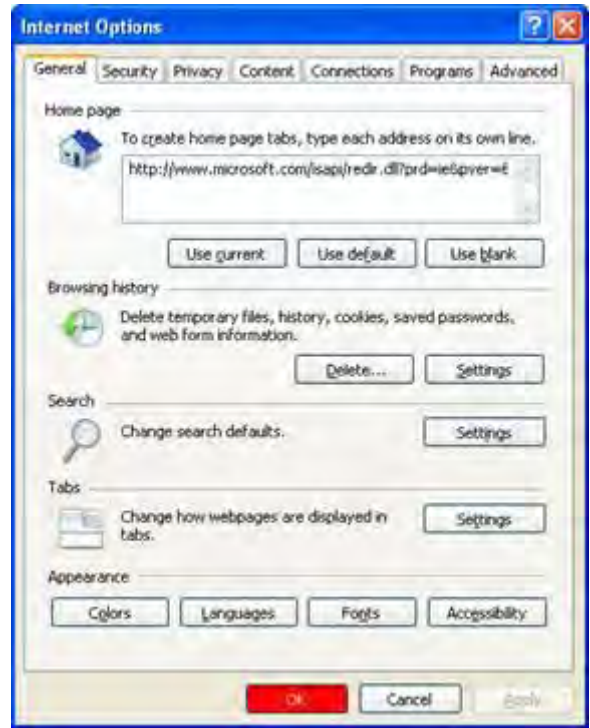 Internet Options
General Security Privacy Content Connections Programs Advanced
Home page
To create home page tabs, type each address on its own line.
http://www.microsoft.com/isapi/redir.dll?prd=ie&pver=6
Use current Use default Use blank
Browsing history
Delete temporary files, history, cookies, saved passwords,
and web form information.
Delete... Settings
Search
Change search defaults.
Settings
Tabs
Change how webpages are displayed in
tabs.
Settings
Appearance
Colors Languages Fonts Accessibility
OK Cancel Apply